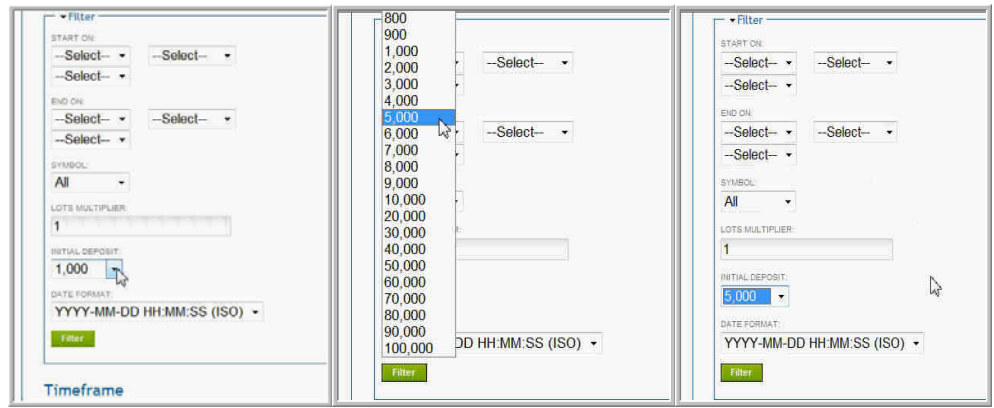 Filter
START ON:
--Select-- --Select--
--Select--
END ON:
--Select-- --Select--
--Select--
SYMBOL:
All
LOTS MULTIPLIER:
1
INITIAL DEPOSIT:
1,000
DATE FORMAT:
YYYY-MM-DD HH:MM:SS (ISO)
Filter
Timeframe
800
900
1,000
2,000
3,000
4,000
5,000
6,000
7,000
8,000
9,000
10,000
20,000
30,000
40,000
50,000
60,000
70,000
80,000
90,000
100,000
--Select--
--Select--
R:
DD HH:MM:SS (ISO)
Filter
Filter
START ON:
--Select-- --Select--
--Select--
END ON:
--Select-- --Select--
--Select--
SYMBOL:
All
LOTS MULTIPLIER:
1
INITIAL DEPOSIT:
5,000
DATE FORMAT:
YYYY-MM-DD HH:MM:SS (ISO)
Filter